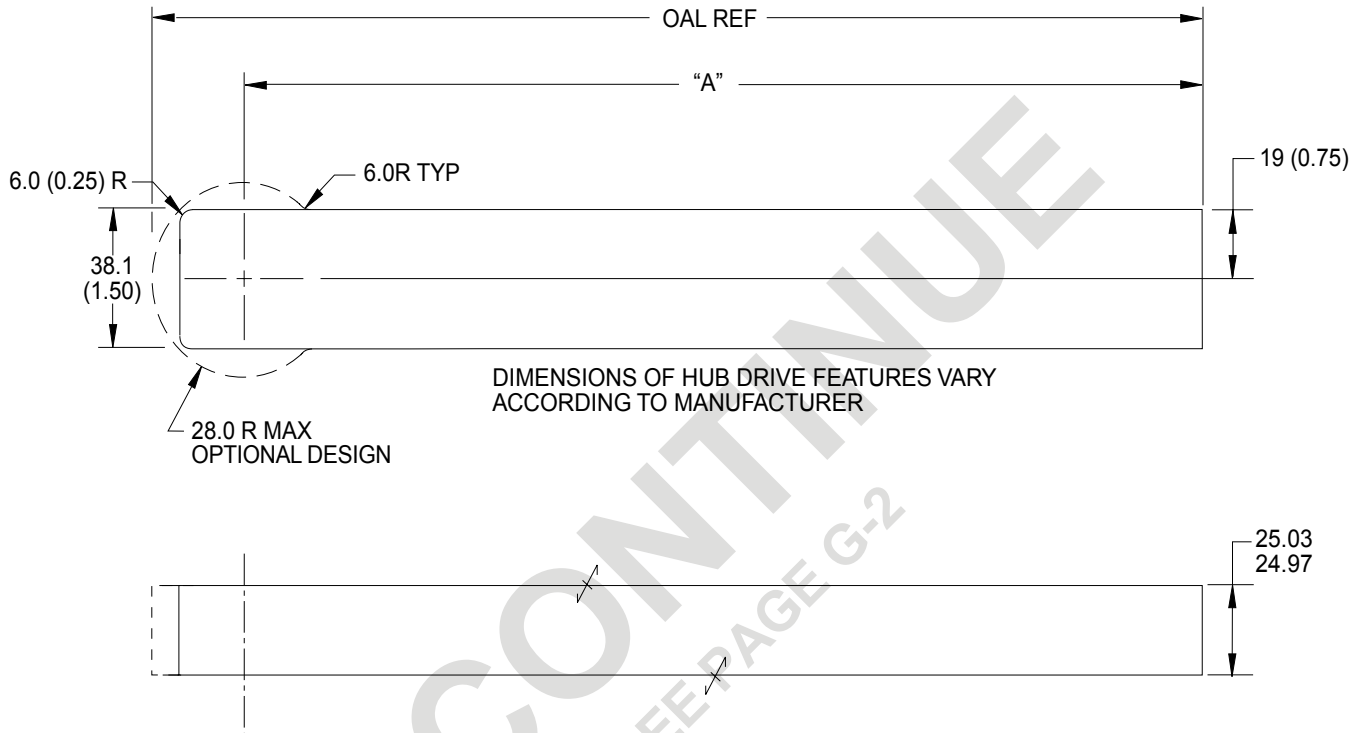 OAL REF
“A”
19 (0.75)
6.0 (0.25) R
6.0R TYP
38.1
(1.50)
DIMENSIONS OF HUB DRIVE FEATURES VARY
ACCORDING TO MANUFACTURER
28.0 R MAX
OPTIONAL DESIGN
25.03
24.97
CONTINUE
EE PAGE G-2